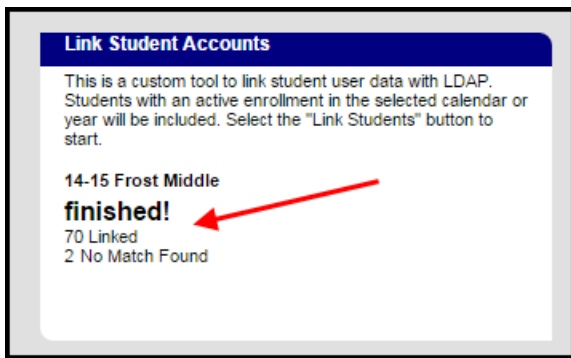 Link Student Accounts
This is a custom tool to link student user data with LDAP.
Students with an active enrollment in the selected calendar or
year will be included. Select the "Link Students" button to
start.
14-15 Frost Middle
finished!
70 Linked
2 No Match Found